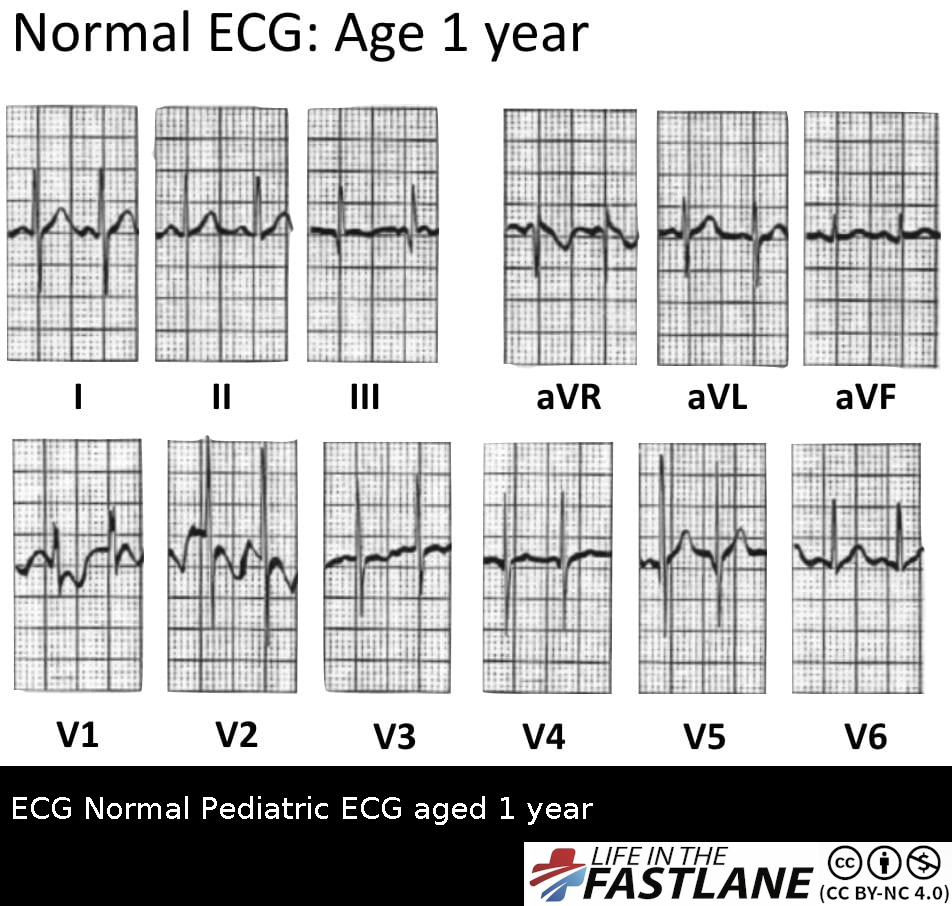 Normal ECG: Age 1 year
I II III aVR aVL aVF
V1 V2 V3 V4 V5 V6
ECG Normal Pediatric ECG aged 1 year
LIFE IN THE
FASTLANE
cc
$
(CC BY-NC 4.0)